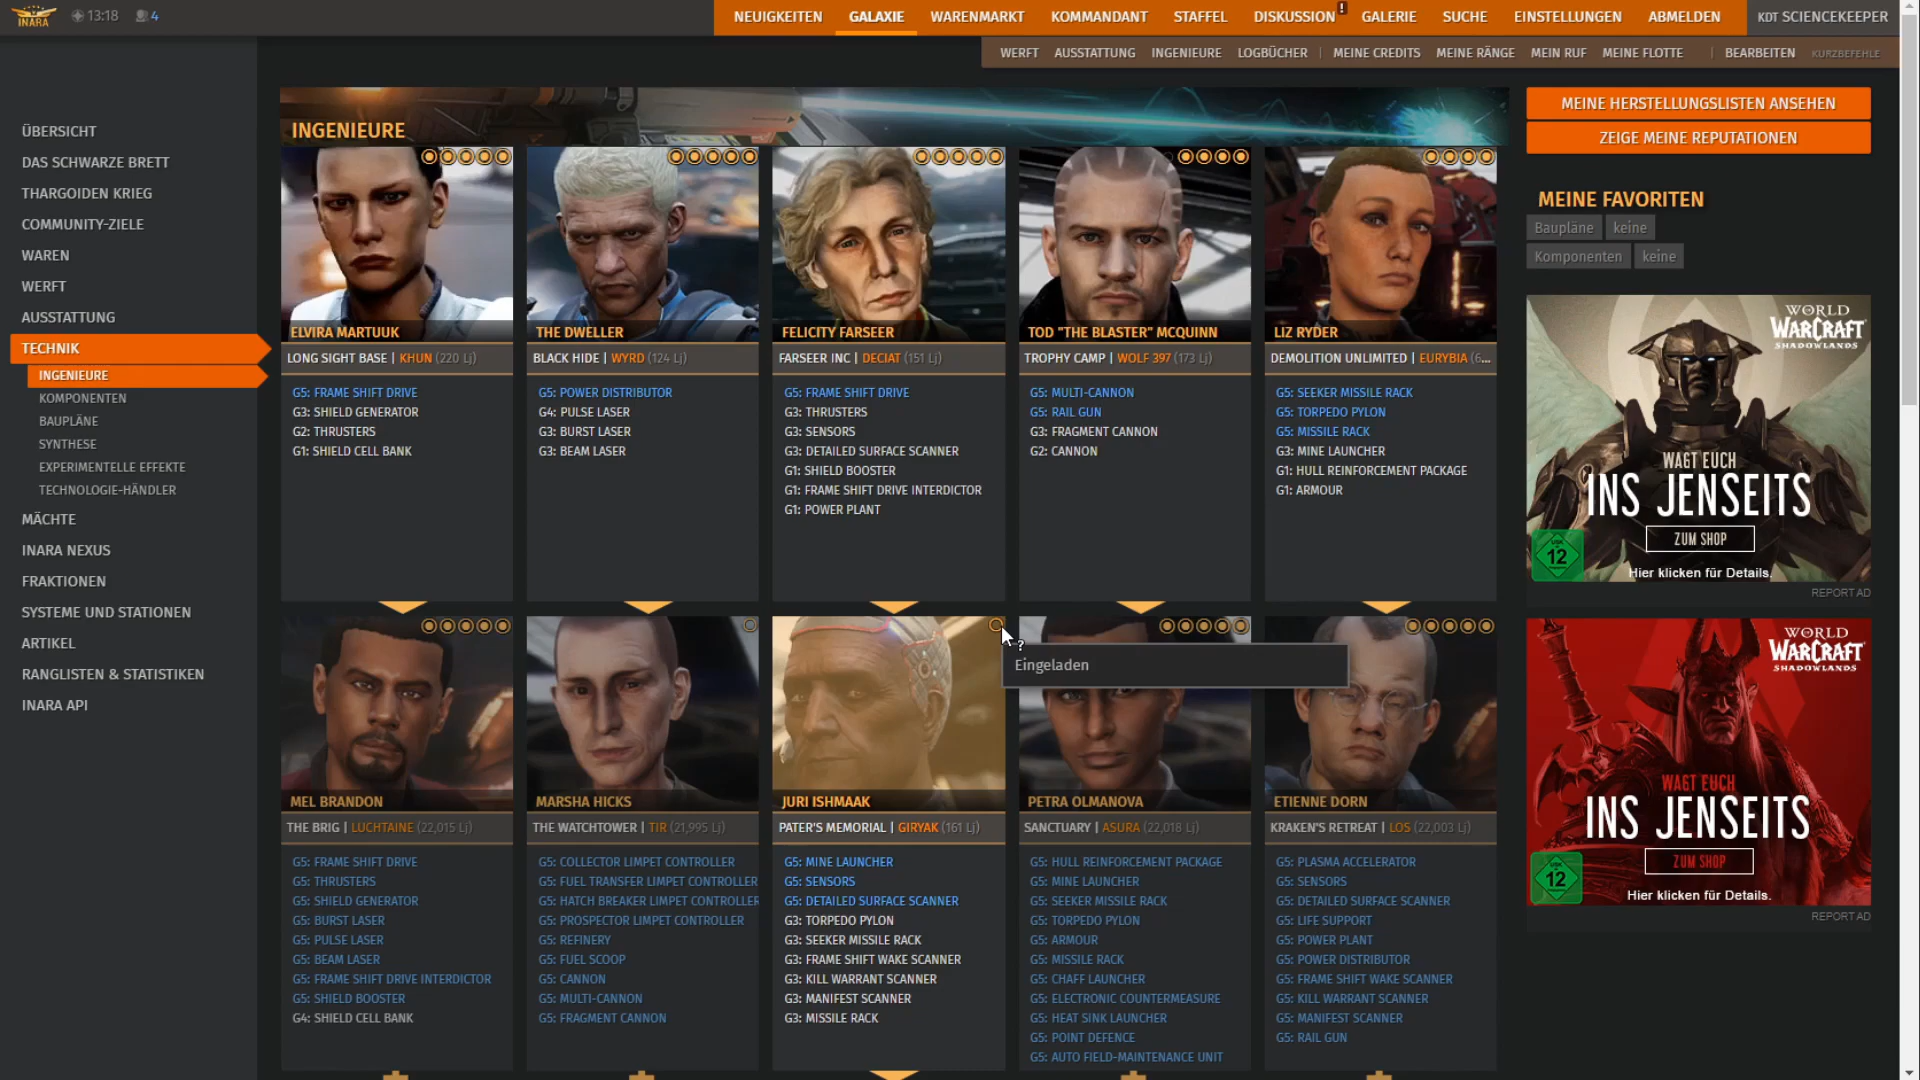 INARA
13:18
4
NEUIGKEITEN
GALAXIE
WARENMARKT
KOMMANDANT
STAFFEL
DISKUSSION !
GALERIE
SUCHE
EINSTELLUNGEN
ABMELDEN
KDT SCIENCEKEEPER
WERFT
AUSSTATTUNG
INGENIEURE
LOGBÜCHER
MEINE CREDITS
MEINE RÄNGE
MEIN RUF
MEINE FLOTTE
BEARBEITEN
KURZBEFEHLE
ÜBERSICHT
DAS SCHWARZE BRETT
THARGOIDEN KRIEG
COMMUNITY-ZIELE
WAREN
WERFT
AUSSTATTUNG
TECHNIK
INGENIEURE
KOMPONENTEN
BAUPLÄNE
SYNTHESE
EXPERIMENTELLE EFFEKTE
TECHNOLOGIE-HÄNDLER
MÄCHTE
INARA NEXUS
FRAKTIONEN
SYSTEME UND STATIONEN
ARTIKEL
RANGLISTEN & STATISTIKEN
INARA API
INGENIEURE
ELVIRA MARTUUK
LONG SIGHT BASE | KHUN (220 Lj)
G5: FRAME SHIFT DRIVE
G3: SHIELD GENERATOR
G2: THRUSTERS
G1: SHIELD CELL BANK
THE DWELLER
BLACK HIDE | WYRD (124 Lj)
G5: POWER DISTRIBUTOR
G4: PULSE LASER
G3: BURST LASER
G3: BEAM LASER
FELICITY FARSEER
FARSEER INC | DECIAT (151 Lj)
G5: FRAME SHIFT DRIVE
G3: THRUSTERS
G3: SENSORS
G3: DETAILED SURFACE SCANNER
G1: SHIELD BOOSTER
G1: FRAME SHIFT DRIVE INTERDICTOR
G1: POWER PLANT
TOD "THE BLASTER" MCQUINN
TROPHY CAMP | WOLF 397 (173 Lj)
G5: MULTI-CANNON
G5: RAIL GUN
G3: FRAGMENT CANNON
G2: CANNON
LIZ RYDER
DEMOLITION UNLIMITED | EURYBIA (6...
G5: SEEKER MISSILE RACK
G5: TORPEDO PYLON
G5: MISSILE RACK
G3: MINE LAUNCHER
G1: HULL REINFORCEMENT PACKAGE
G1: ARMOUR
MEL BRANDON
THE BRIG | LUCHTAINE (22,015 Lj)
G5: FRAME SHIFT DRIVE
G5: THRUSTERS
G5: SHIELD GENERATOR
G5: BURST LASER
G5: PULSE LASER
G5: BEAM LASER
G5: FRAME SHIFT DRIVE INTERDICTOR
G5: SHIELD BOOSTER
G4: SHIELD CELL BANK
MARSHA HICKS
THE WATCHTOWER | TIR (21,995 Lj)
G5: COLLECTOR LIMPET CONTROLLER
G5: FUEL TRANSFER LIMPET CONTROLLER
G5: HATCH BREAKER LIMPET CONTROLLER
G5: PROSPECTOR LIMPET CONTROLLER
G5: REFINERY
G5: FUEL SCOOP
G5: CANNON
G5: MULTI-CANNON
G5: FRAGMENT CANNON
JURI ISHMAAK
PATER'S MEMORIAL | GIRYAK (161 Lj)
G5: MINE LAUNCHER
G5: SENSORS
G5: DETAILED SURFACE SCANNER
G3: TORPEDO PYLON
G3: SEEKER MISSILE RACK
G3: FRAME SHIFT WAKE SCANNER
G3: KILL WARRANT SCANNER
G3: MANIFEST SCANNER
G3: MISSILE RACK
Eingeladen
PETRA OLMANOVA
SANCTUARY | ASURA (22,018 Lj)
G5: HULL REINFORCEMENT PACKAGE
G5: MINE LAUNCHER
G5: SEEKER MISSILE RACK
G5: TORPEDO PYLON
G5: ARMOUR
G5: MISSILE RACK
G5: CHAFF LAUNCHER
G5: ELECTRONIC COUNTERMEASURE
G5: HEAT SINK LAUNCHER
G5: POINT DEFENCE
G5: AUTO FIELD-MAINTENANCE UNIT
ETIENNE DORN
KRAKEN'S RETREAT | LOS (22,003 Lj)
G5: PLASMA ACCELERATOR
G5: SENSORS
G5: DETAILED SURFACE SCANNER
G5: LIFE SUPPORT
G5: POWER PLANT
G5: POWER DISTRIBUTOR
G5: FRAME SHIFT WAKE SCANNER
G5: KILL WARRANT SCANNER
G5: MANIFEST SCANNER
G5: RAIL GUN
MEINE HERSTELLUNGSLISTEN ANSEHEN
ZEIGE MEINE REPUTATIONEN
MEINE FAVORITEN
Baupläne keine
Komponenten keine
WORLD
WARCRAFT
SHADOWLANDS
WAGT EUCH
INS JENSEITS
ZUM SHOP
USK
12
Hier klicken für Details.
REPORT AD
WORLD
WARCRAFT
SHADOWLANDS
WAGT EUCH
INS JENSEITS
ZUM SHOP
USK
12
Hier klicken für Details.
REPORT AD